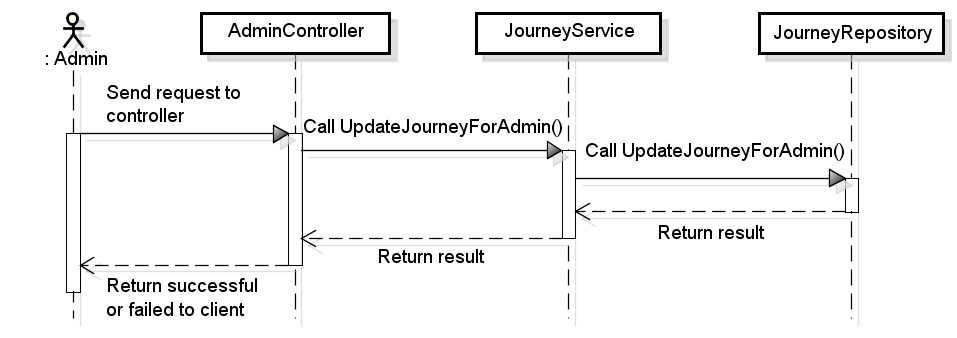 AdminController
JourneyService
JourneyRepository
: Admin
Send request to
controller
Call UpdateJourneyForAdmin()
Call UpdateJourneyForAdmin()
Return result
Return result
Return successful
or failed to client